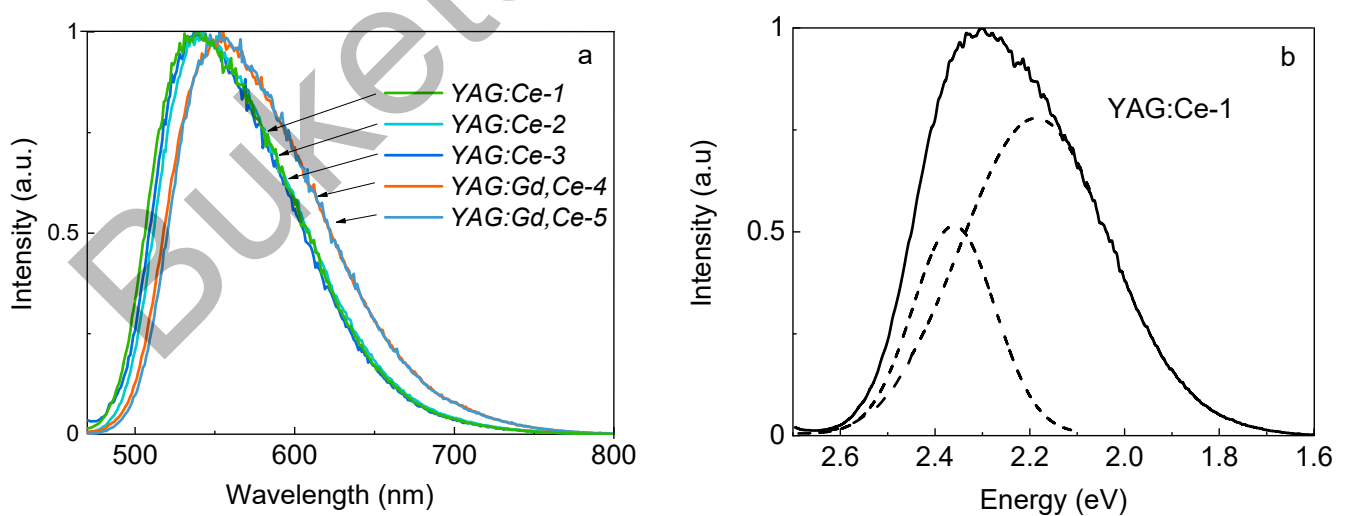 Buket
1
0.5
0
500
600
700
800
Intensity (a.u.)
Wavelength (nm)
a
YAG:Ce-1
YAG:Ce-2
YAG:Ce-3
YAG:Gd,Ce-4
YAG:Gd,Ce-5
1
0.5
0
2.6
2.4
2.2
2.0
1.8
1.6
Intensity (a.u)
Energy (eV)
b
YAG:Ce-1